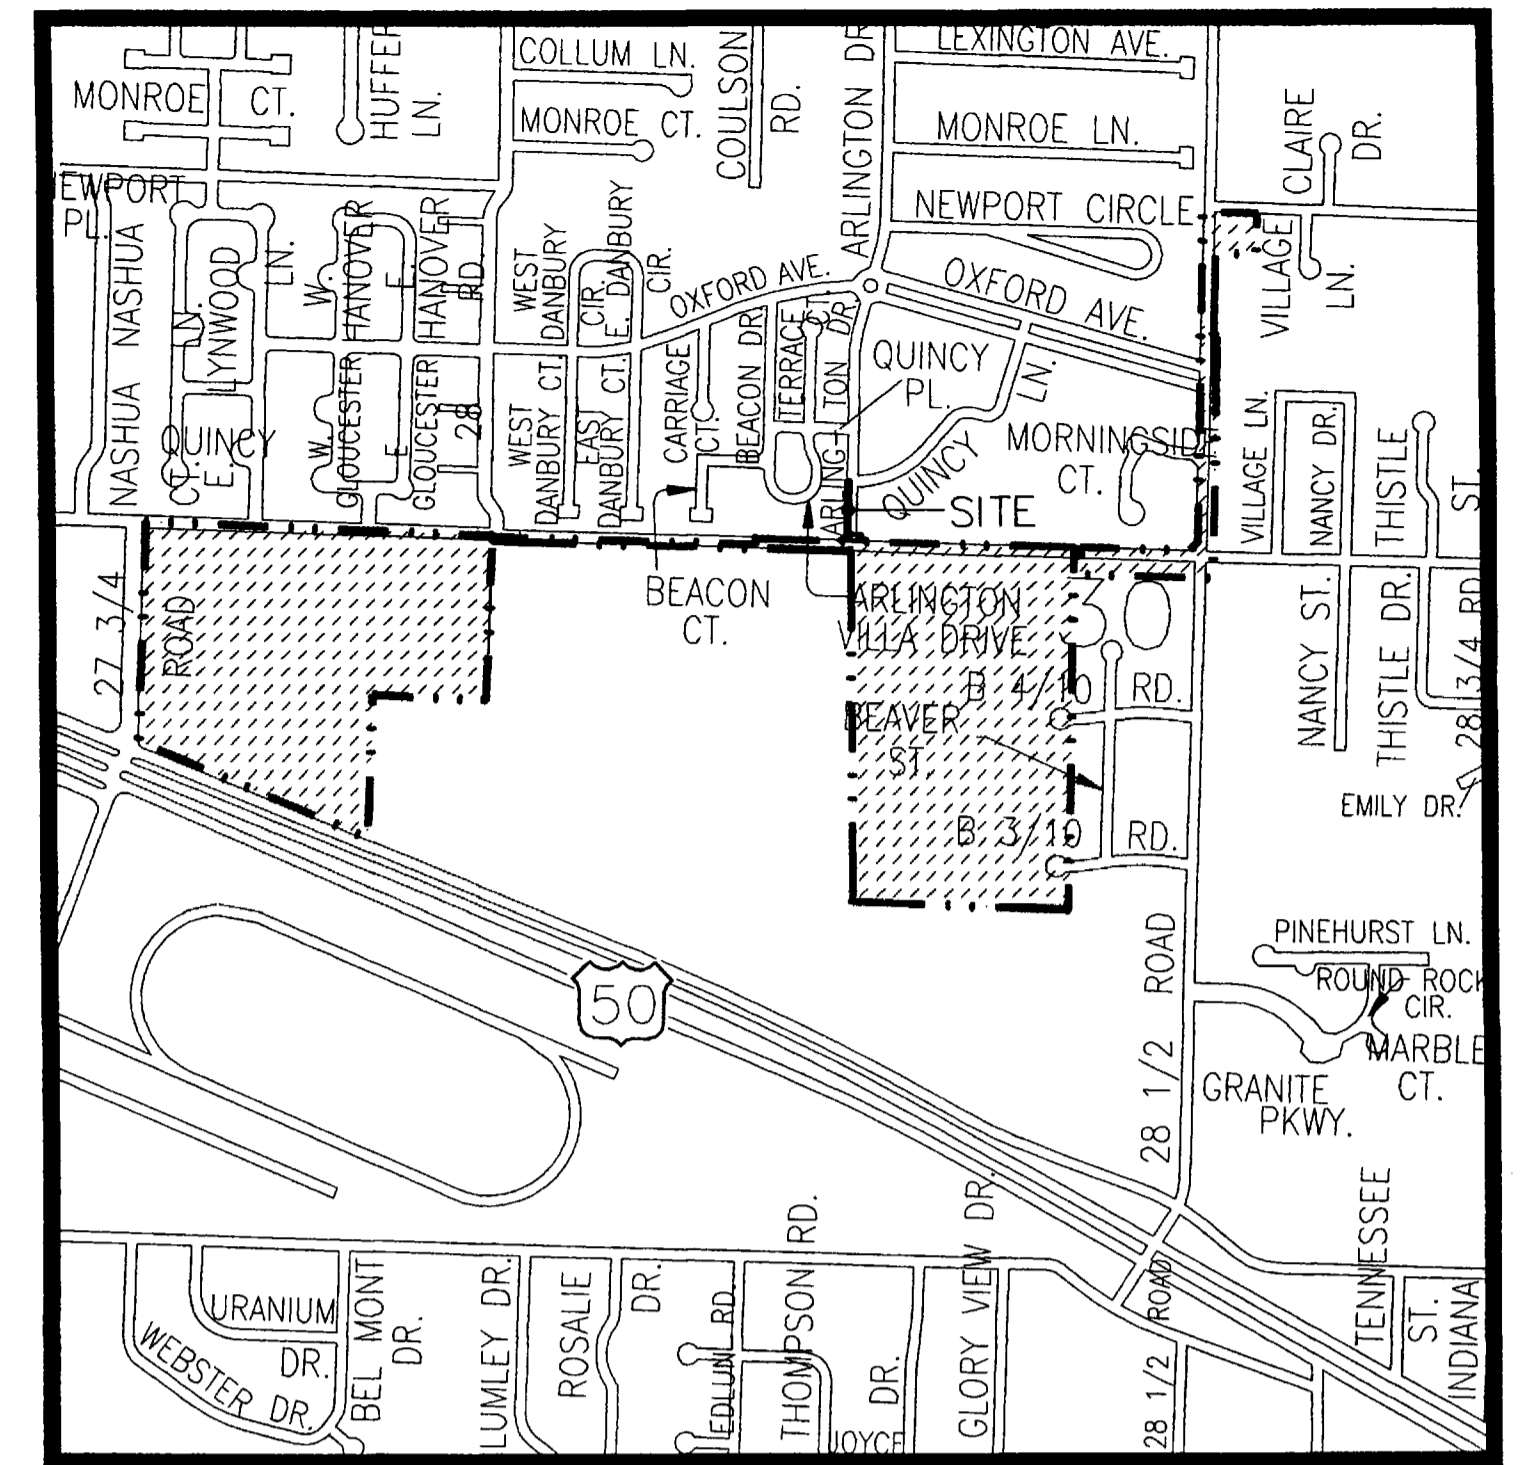 COLLUM LN.
LEXINGTON AVE.
MONROE CT.
HUFFER
LN.
MONROE CT.
COULSON
RD.
ARLINGTON DR
MONROE LN.
CLAIRE
DR.
EWPORT
PL.
NEWPORT CIRCLE
NASHUA NASHUA NASHUA
LYNWOOD
LN.
LN.
W.
HANOVER
E.
HANOVER
RD.
WEST
DANBURY
CIR.
E. DANBURY
CIR.
OXFORD AVE.
OXFORD AVE.
VILLAGE
LN.
QUINCY
CT.
E.
W.
GLOUCESTER
E
GLOUCESTER
28
WEST
DANBURY CT.
EAST
DANBURY CT.
CARRIAGE
CT.
BEACON DR.
TERRACE
CT.
ARLINGTON DR.
QUINCY
PL.
QUINCY
LN.
MORNINGSIDE
CT.
VILLAGE LN.
NANCY DR.
THISTLE
ST.
SITE
27 3/4
ROAD
BEACON
CT.
ARLINGTON
VILLA DRIVE
30
B 4/10 RD.
BEAVER
ST.
B 3/10 RD.
NANCY ST.
THISTLE DR.
28 3/4 RD
EMILY DR.
50
28 1/2 ROAD
PINEHURST LN.
ROUND ROCK
CIR.
MARBLE
CT.
GRANITE
PKWY.
URANIUM
DR.
WEBSTER DR.
BEL MONT
DR.
LUMLEY DR.
ROSALIE
DR.
EDLUN RD.
THOMPSON RD.
JOYCE
DR.
GLORY VIEW DR.
28 1/2 ROAD
TENNESSEE
ST.
INDIANA